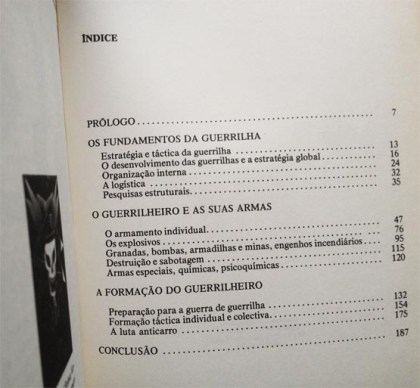 ÍNDICE
PRÓLOGO 7
OS FUNDAMENTOS DA GUERRILHA
Estratégia e táctica da guerrilha 13
O desenvolvimento das guerrilhas e a estratégia global 16
Organização interna 24
A logística 32
Pesquisas estruturais. 35
O GUERRILHEIRO E AS SUAS ARMAS
O armamento individual. 47
Os explosivos 76
Granadas, bombas, armadilhas e minas, engenhos incendiários 95
Destruição e sabotagem 115
Armas especiais, químicas, psicoquímicas 120
A FORMAÇÃO DO GUERRILHEIRO
Preparação para a guerra de guerrilha 132
Formação táctica individual e colectiva. 154
A luta anticarro 175
CONCLUSÃO 187